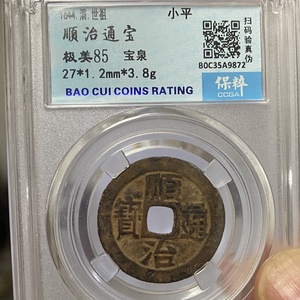 1644.清.世祖 小平
順治通宝
极美85 宝泉
27*1.2mm*3.8g
BAO CUI COINS RATING
扫码验真伪
B0C35A9872
保粹
CCGA
順治通寶